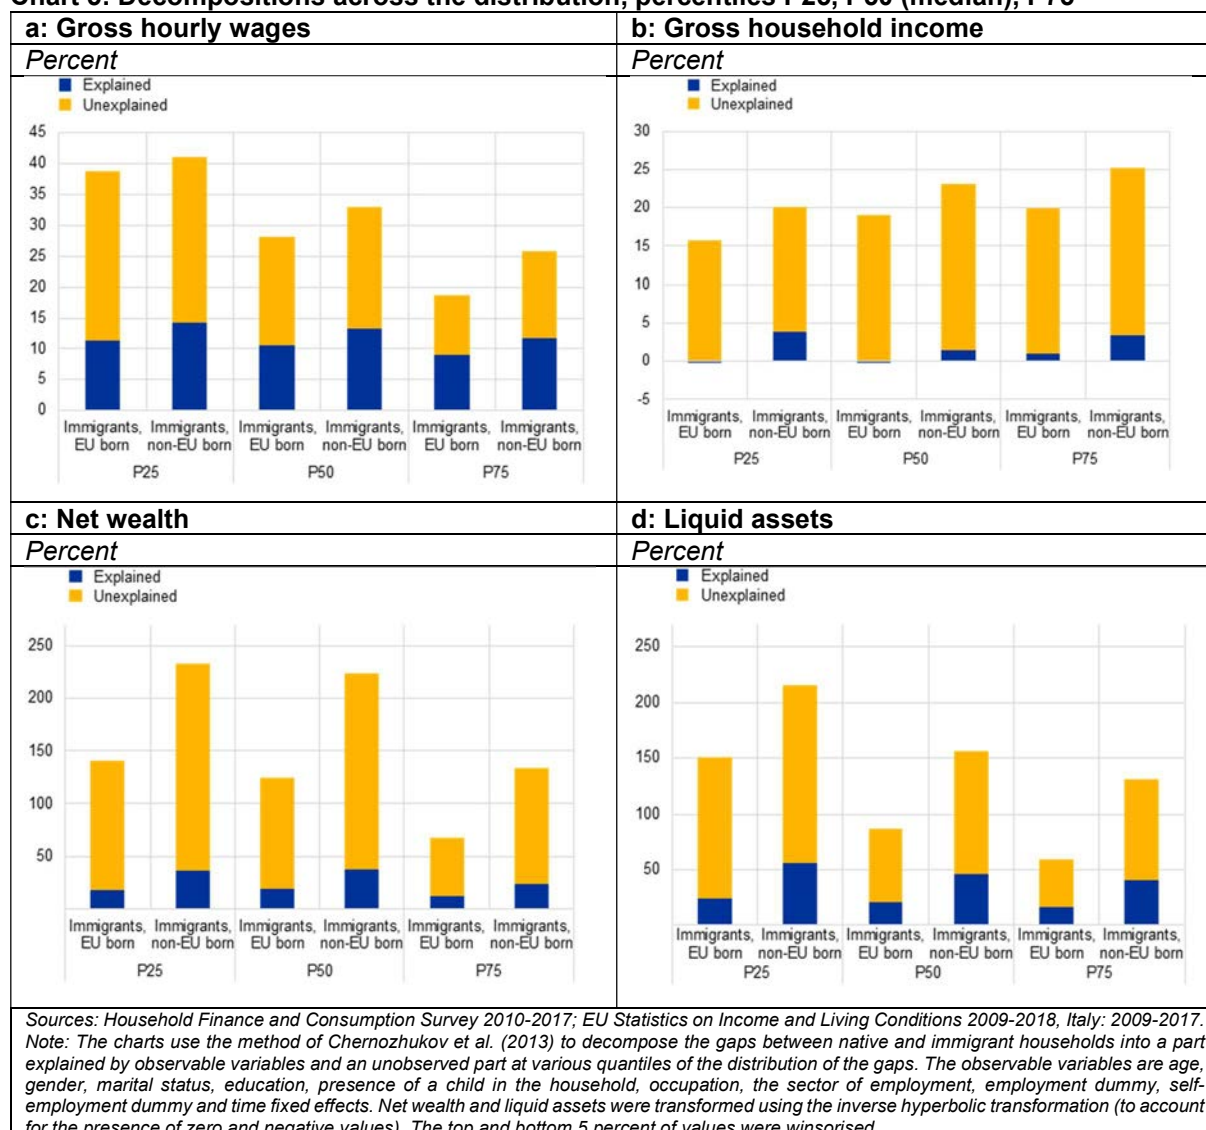 Chart 3: Decompositions across the distribution, percentiles P25, P50 (median), P75
a: Gross hourly wages
b: Gross household income
Percent
Percent
Explained
Unexplained
45
40
35
30
25
20
15
10
5
0
Immigrants, Immigrants, Immigrants, Immigrants, Immigrants, Immigrants,
EU born non-EU born EU born non-EU born EU born non-EU born
P25 P50 P75
Explained
Unexplained
30
25
20
15
10
5
0
-5
Immigrants, Immigrants, Immigrants, Immigrants, Immigrants, Immigrants,
EU born non-EU born EU born non-EU born EU born non-EU born
P25 P50 P75
c: Net wealth
d: Liquid assets
Percent
Percent
Explained
Unexplained
250
200
150
100
50
Immigrants, Immigrants, Immigrants, Immigrants, Immigrants, Immigrants,
EU born non-EU born EU born non-EU born EU born non-EU born
P25 P50 P75
Explained
Unexplained
250
200
150
100
50
Immigrants, Immigrants, Immigrants, Immigrants, Immigrants, Immigrants,
EU born non-EU born EU born non-EU born EU born non-EU born
P25 P50 P75
Sources: Household Finance and Consumption Survey 2010-2017; EU Statistics on Income and Living Conditions 2009-2018, Italy: 2009-2017.
Note: The charts use the method of Chernozhukov et al. (2013) to decompose the gaps between native and immigrant households into a part
explained by observable variables and an unobserved part at various quantiles of the distribution of the gaps. The observable variables are age,
gender, marital status, education, presence of a child in the household, occupation, the sector of employment, employment dummy, self-
employment dummy and time fixed effects. Net wealth and liquid assets were transformed using the inverse hyperbolic transformation (to account
for the presence of zero and negative values). The top and bottom 5 percent of values were winsorised.